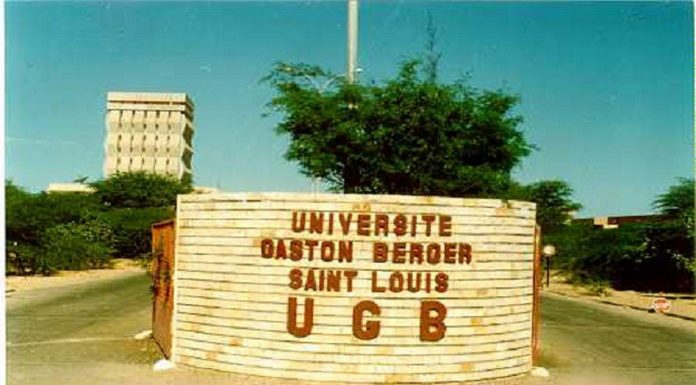 UNIVERSITE
GASTON BERGER
SAINT LOUIS
UGB